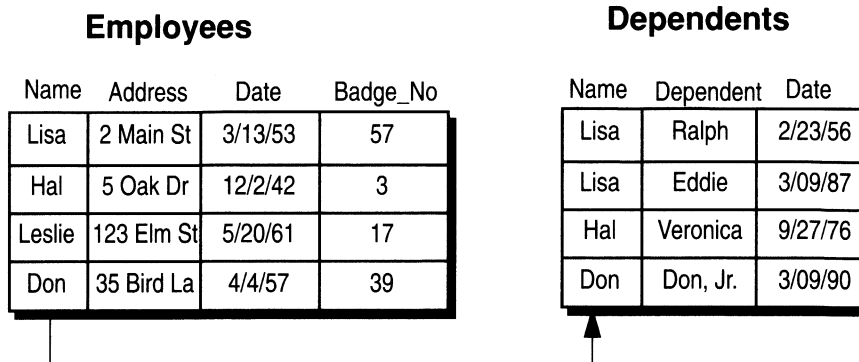 Employees
Name Address Date Badge_No
Lisa 2 Main St 3/13/53 57
Hal 5 Oak Dr 12/2/42 3
Leslie 123 Elm St 5/20/61 17
Don 35 Bird La 4/4/57 39
Dependents
Name Dependent Date
Lisa Ralph 2/23/56
Lisa Eddie 3/09/87
Hal Veronica 9/27/76
Don Don, Jr. 3/09/90